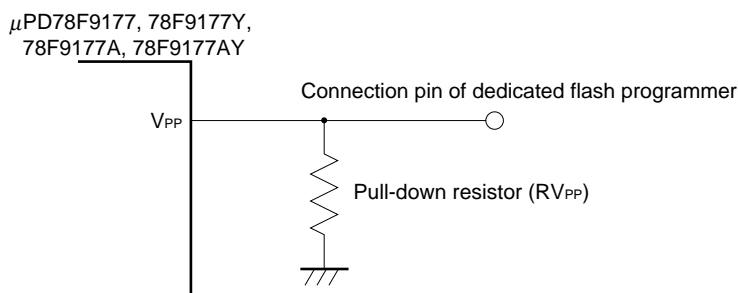 μPD78F9177, 78F9177Y,
78F9177A, 78F9177AY
Connection pin of dedicated flash programmer
VPP
Pull-down resistor (RVPP)